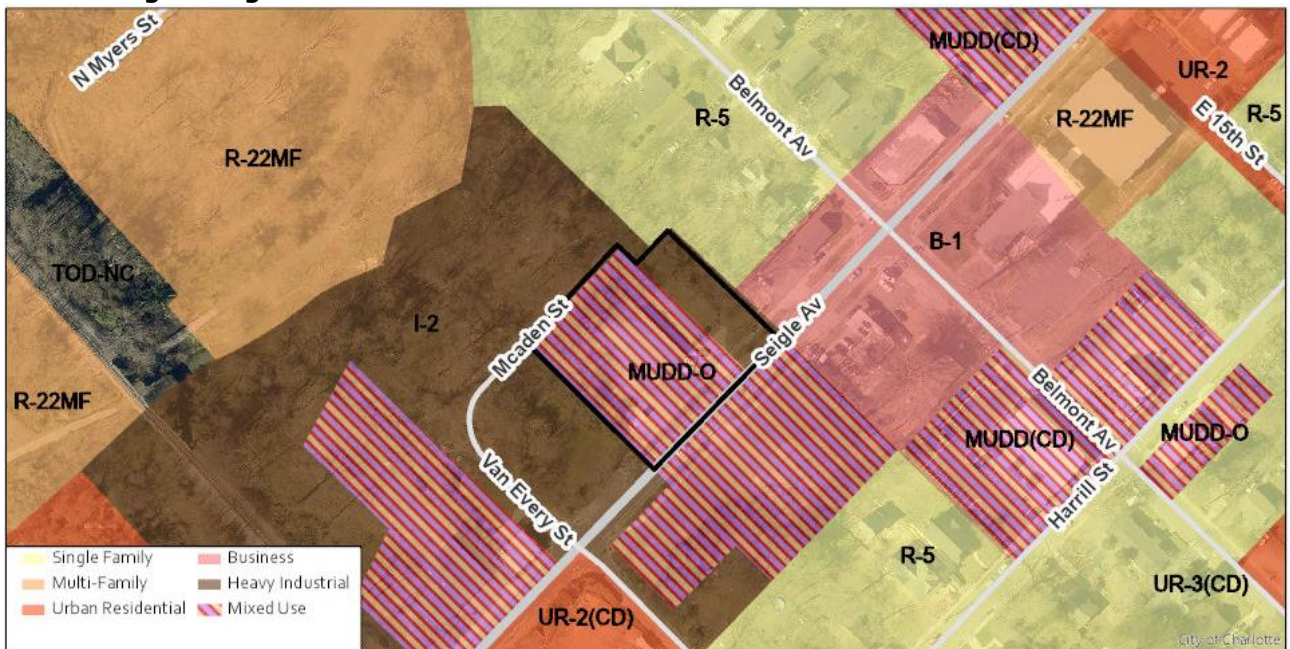 N Myers St
MUDD(CD)
UR-2
Belmont Av
R-5
R-22MF
R-5
E 15th St
R-22MF
B-1
TOD-NC
I-2
Mcaden St
Seigle Av
MUDD-O
R-22MF
Belmont Av
MUDD(CD)
MUDD-O
Van Every St
Harrill St
R-5
UR-3(CD)
UR-2(CD)
Single Family
Business
Multi-Family
Heavy Industrial
Urban Residential
Mixed Use
City of Charlotte